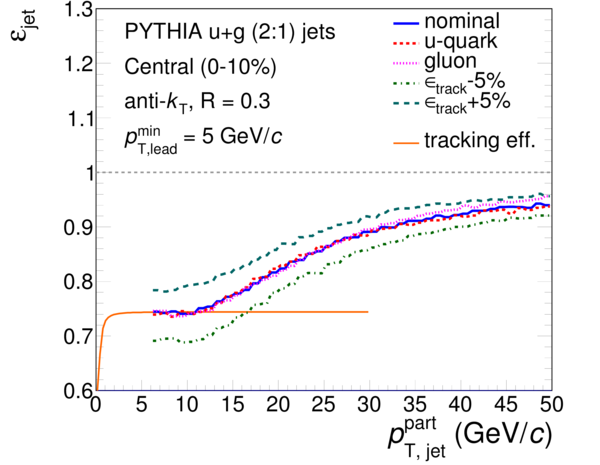 ε_jet
1.3
1.2
1.1
1
0.9
0.8
0.7
0.6
PYTHIA u+g (2:1) jets
Central (0-10%)
anti-k_T, R = 0.3
p_T,lead^min = 5 GeV/c
nominal
u-quark
gluon
ϵ_track-5%
ϵ_track+5%
tracking eff.
0 5 10 15 20 25 30 35 40 45 50
p_T, jet^part (GeV/c)